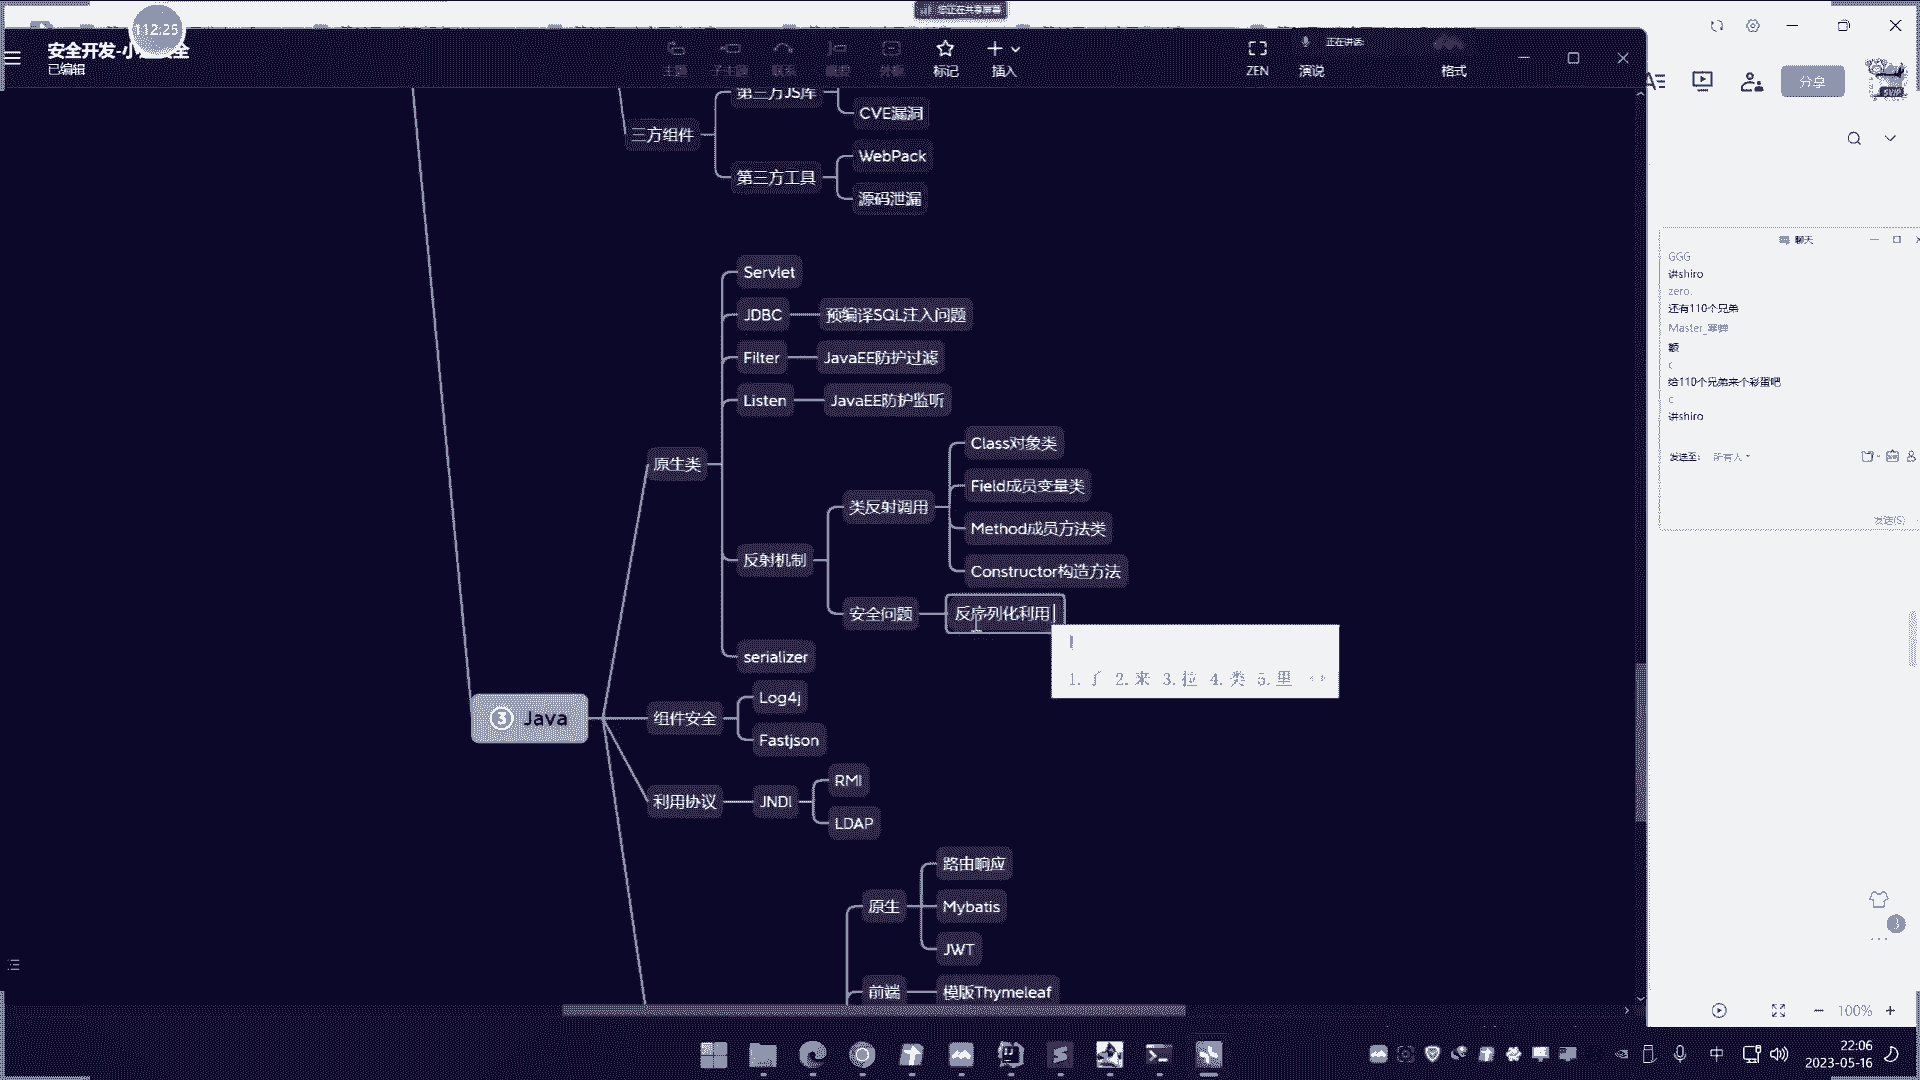 112:25
您正在共享屏幕
安全开发-小
安全
已编辑
主题
子主题
联系
概要
外框
标记
插入
ZEN
演说
正在讲话:
格式
分享
第三方JS库
CVE漏洞
三方组件
WebPack
第三方工具
源码泄漏
Servlet
JDBC
预编译SQL注入问题
Filter
JavaEE防护过滤
Listen
JavaEE防护监听
原生类
Class对象类
Field成员变量类
类反射调用
Method成员方法类
反射机制
Constructor构造方法
安全问题
反序列化利用
serializer
1. 了 2. 来 3. 拉 4. 类 5. 里
3 Java
组件安全
Log4j
Fastjson
利用协议
JNDI
RMI
LDAP
路由响应
原生
Mybatis
JWT
前端
模版Thymeleaf
聊天
GGG
讲shiro
zero.
还有110个兄弟
c
给110个兄弟来个彩蛋吧
c
讲shiro
发送至:
所有人
发送(S)
3
100%
中
22:06
2023-05-16